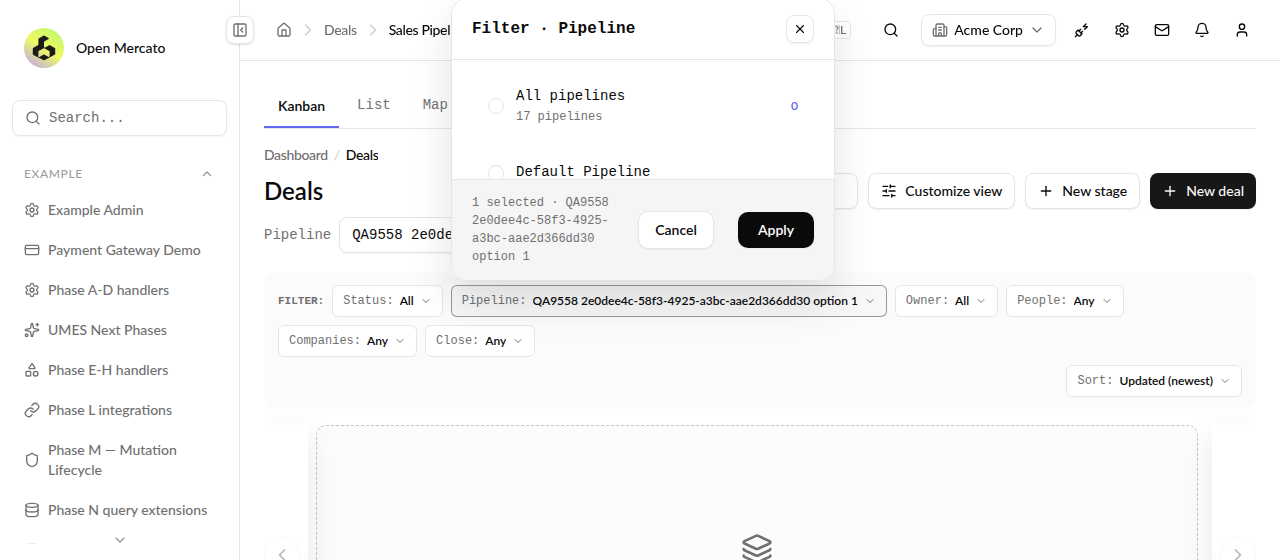 Open Mercato
Search...
EXAMPLE
Example Admin
Payment Gateway Demo
Phase A-D handlers
UMES Next Phases
Phase E-H handlers
Phase L integrations
Phase M — Mutation
Lifecycle
Phase N query extensions
Deals
Sales Pipel
Acme Corp
Kanban
List
Map
Dashboard / Deals
Deals
Customize view
New stage
New deal
Pipeline
QA9558 2e0de
Filter · Pipeline
All pipelines
0
17 pipelines
Default Pipeline
1 selected · QA9558
2e0dee4c-58f3-4925-
a3bc-aae2d366dd30
option 1
Cancel
Apply
FILTER:
Status: All
Pipeline: QA9558 2e0dee4c-58f3-4925-a3bc-aae2d366dd30 option 1
Owner: All
People: Any
Companies: Any
Close: Any
Sort: Updated (newest)